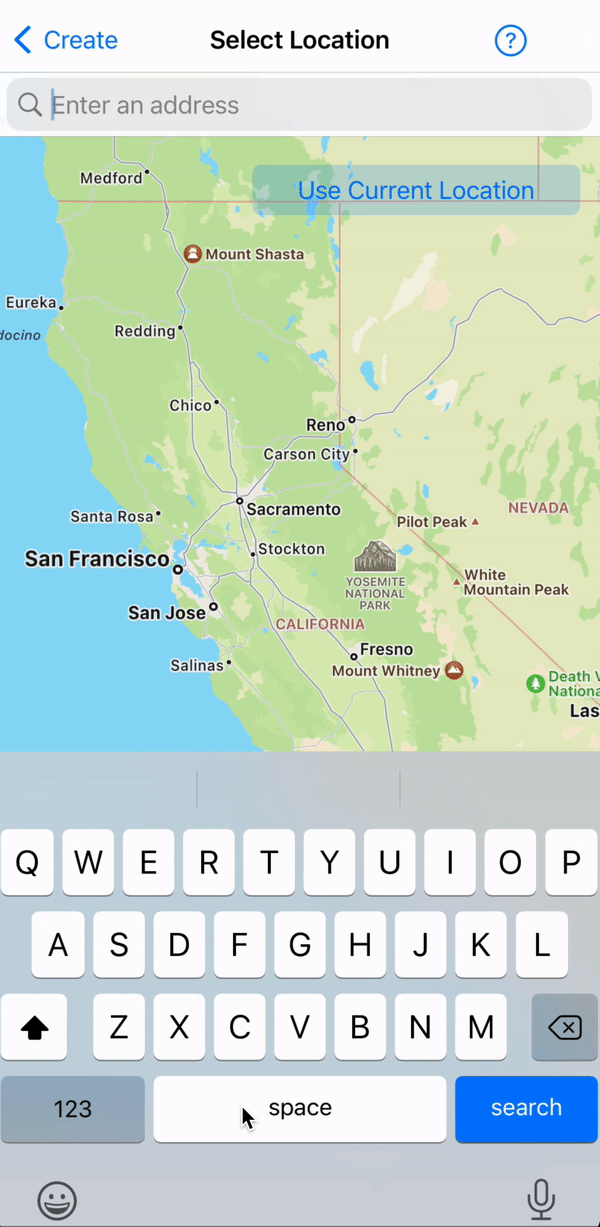 Create
Select Location
?
Enter an address
Use Current Location
Medford
Mount Shasta
Eureka
docino
Redding
Chico
Reno
Carson City
Sacramento
NEVADA
Pilot Peak
Santa Rosa
Stockton
San Francisco
YOSEMITE
NATIONAL
PARK
White
Mountain Peak
San Jose
CALIFORNIA
Fresno
Salinas
Mount Whitney
Death V
Nationa
Las
Q W E R T Y U I O P
A S D F G H J K L
Z X C V B N M
123 space search